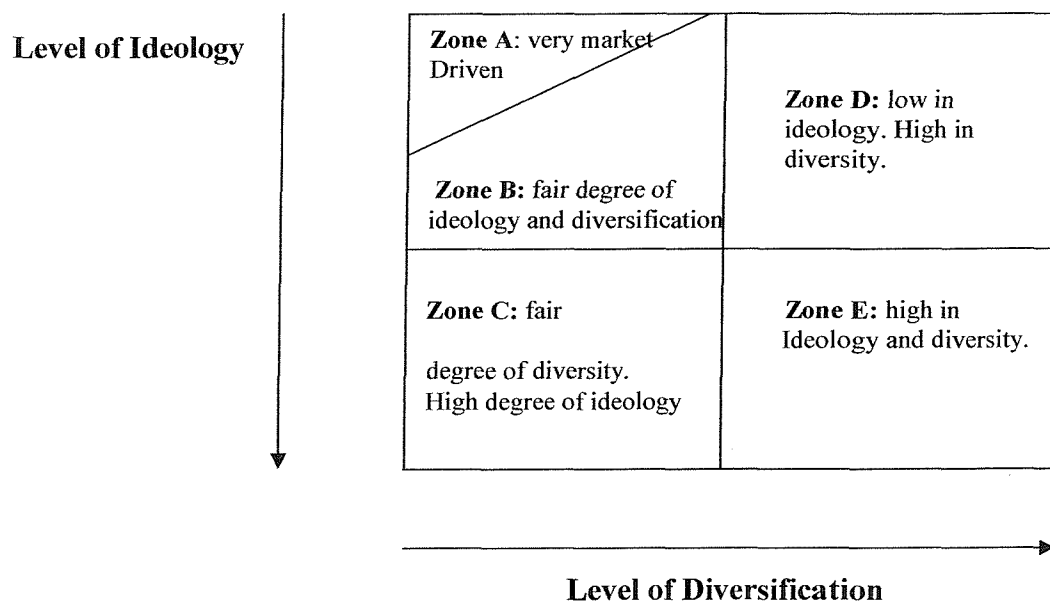 Level of Ideology
Zone A: very market
Driven
Zone B: fair degree of
ideology and diversification
Zone D: low in
ideology. High in
diversity.
Zone C: fair
degree of diversity.
High degree of ideology
Zone E: high in
Ideology and diversity.
Level of Diversification